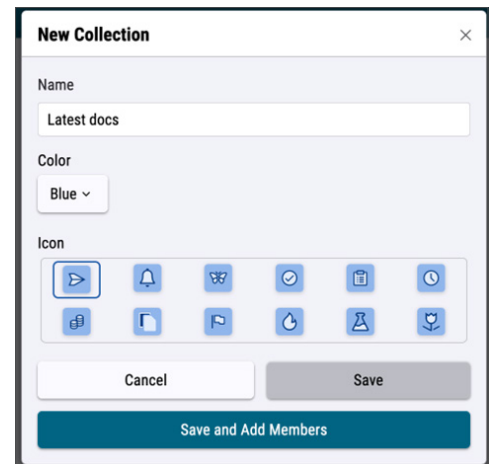 New Collection
Name
Latest docs
Color
Blue
Icon
Cancel
Save
Save and Add Members